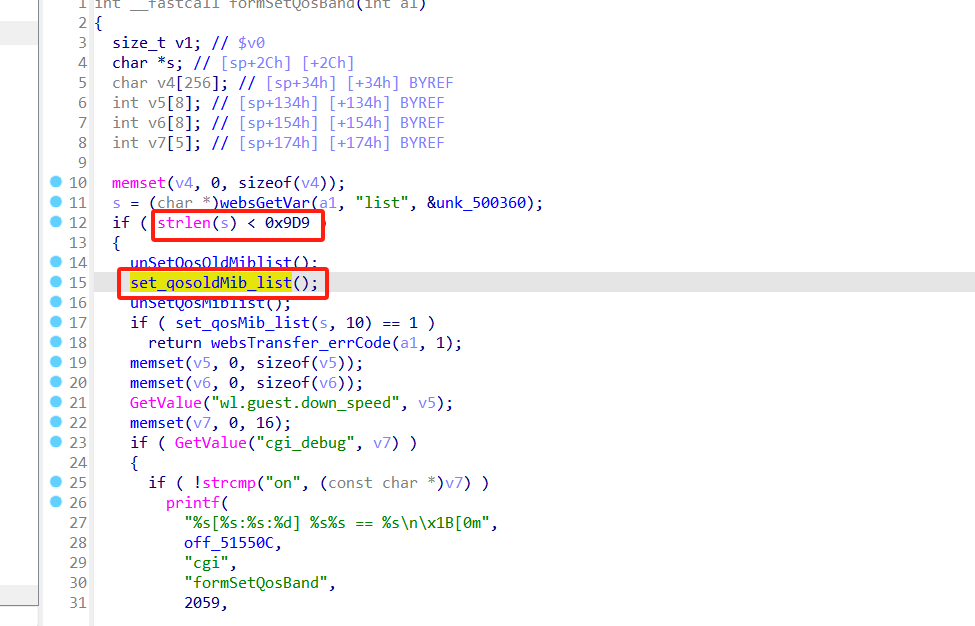 1 int __fastcall formSetQosBand(int a1)
2 {
3 size_t v1; // $v0
4 char *s; // [sp+2Ch] [+2Ch]
5 char v4[256]; // [sp+34h] [+34h] BYREF
6 int v5[8]; // [sp+134h] [+134h] BYREF
7 int v6[8]; // [sp+154h] [+154h] BYREF
8 int v7[5]; // [sp+174h] [+174h] BYREF
9
10 memset(v4, 0, sizeof(v4));
11 s = (char *)websGetVar(a1, "list", &unk_500360);
12 if ( strlen(s) < 0x9D9
13 {
14 unSetQosOldMiblist();
15 set_qosoldMib_list();
16 unSetQosMiblist();
17 if ( set_qosMib_list(s, 10) == 1 )
18 return websTransfer_errCode(a1, 1);
19 memset(v5, 0, sizeof(v5));
20 memset(v6, 0, sizeof(v6));
21 GetValue("wl.guest.down_speed", v5);
22 memset(v7, 0, 16);
23 if ( GetValue("cgi_debug", v7) )
24 {
25 if ( !strcmp("on", (const char *)v7) )
26 printf(
27 "%s[%s:%s:%d] %s%s == %s\n\x1B[0m",
28 off_51550C,
29 "cgi",
30 "formSetQosBand",
31 2059,